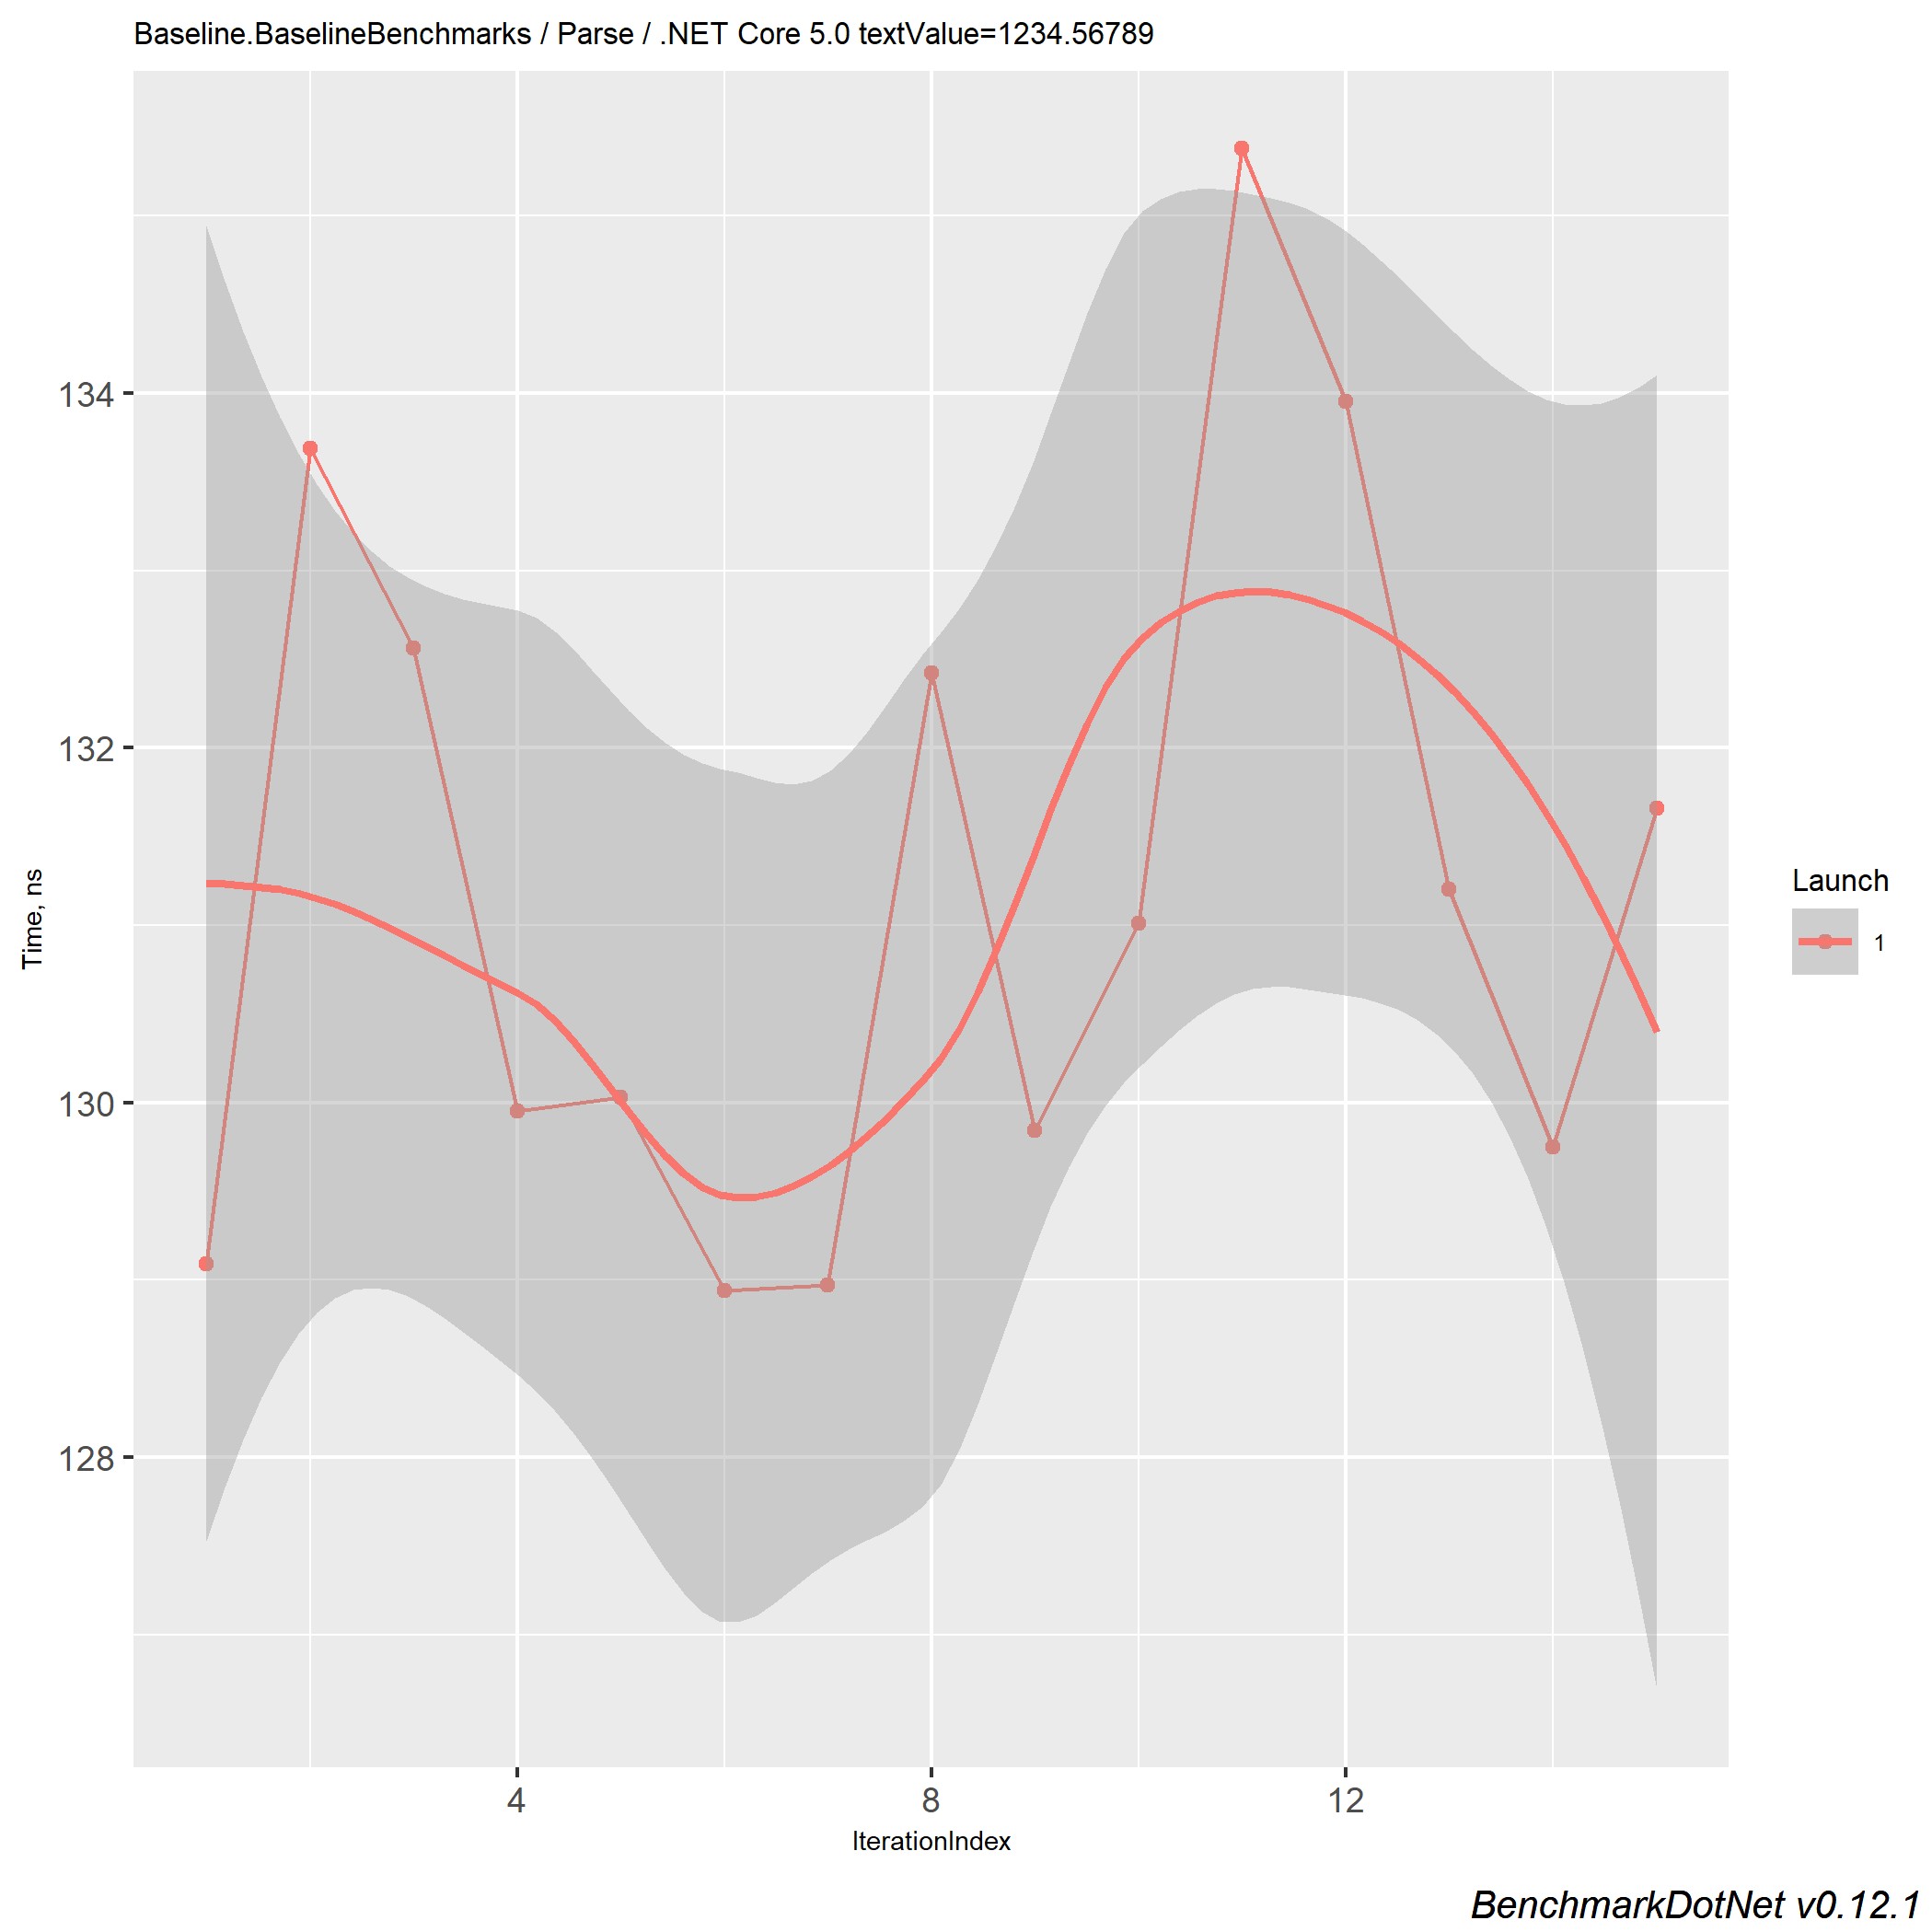 Baseline.BaselineBenchmarks / Parse / .NET Core 5.0 textValue=1234.56789
134
132
130
128
Time, ns
4
8
12
IterationIndex
Launch
1
BenchmarkDotNet v0.12.1